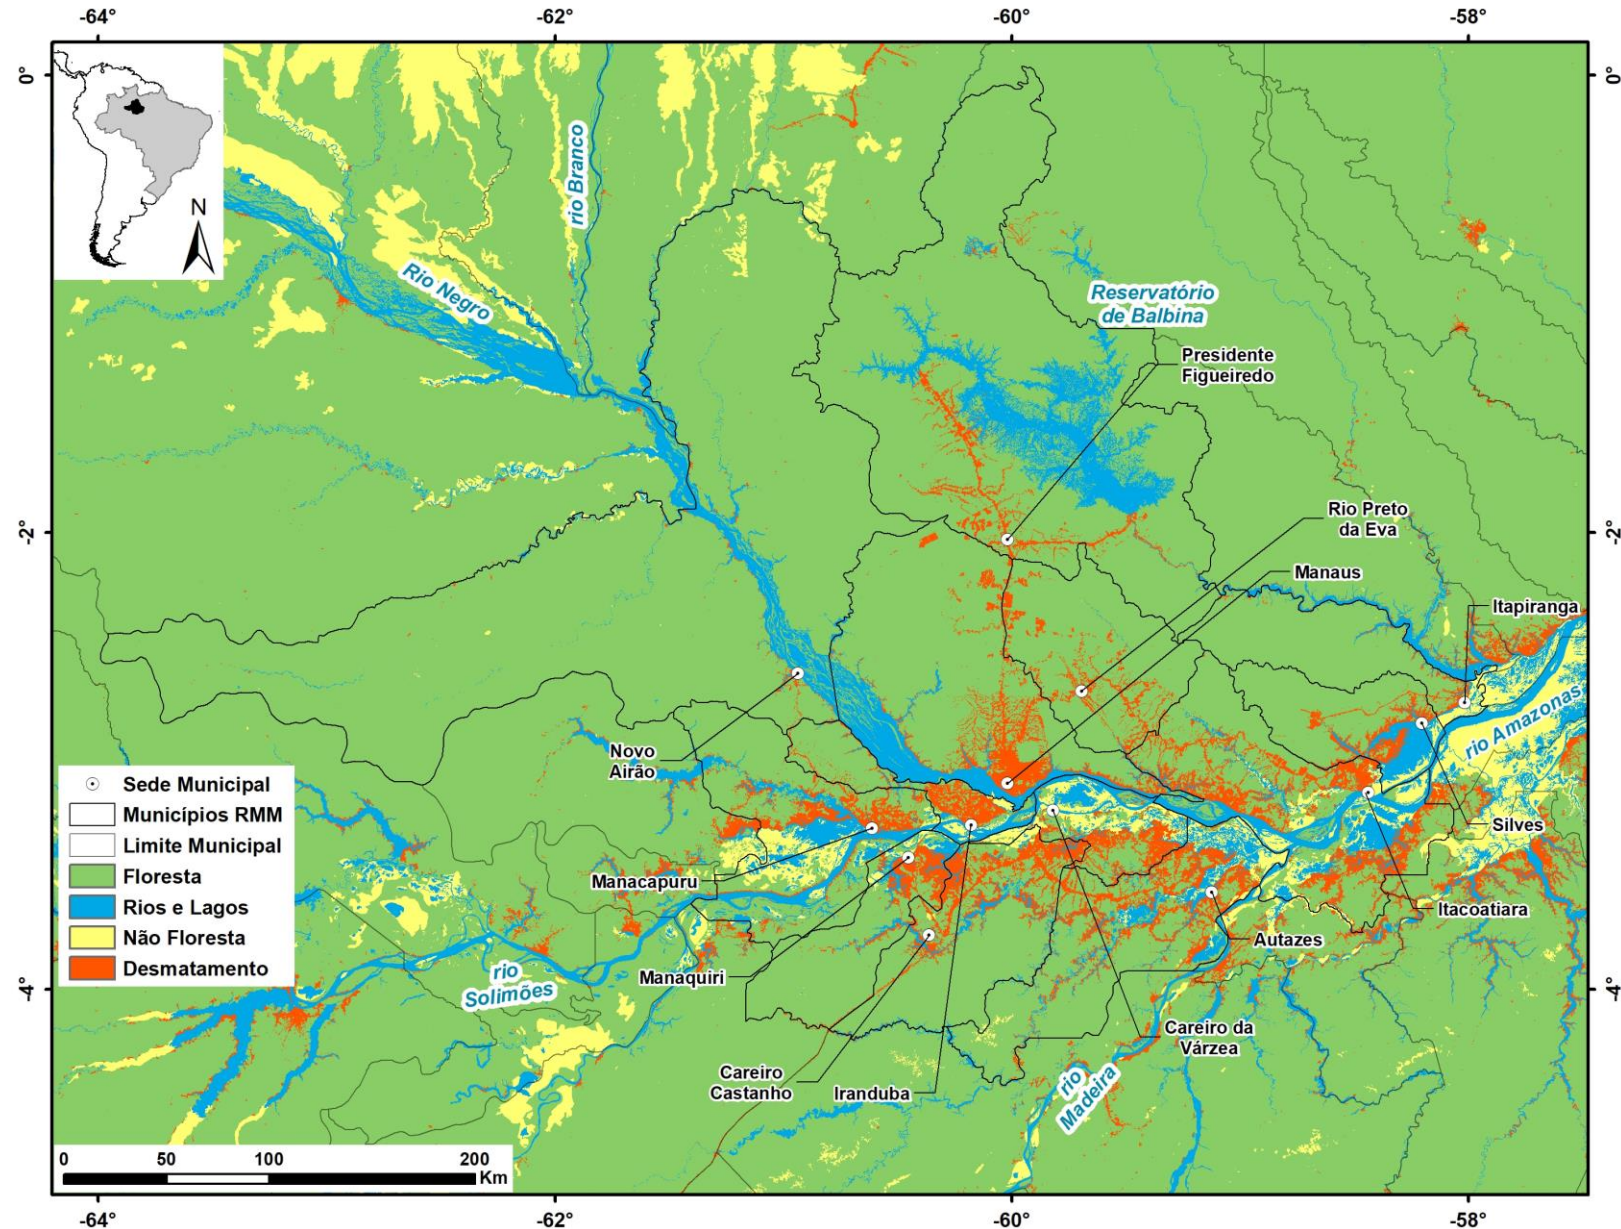 -64°
-62°
-60°
-58°
0°
0°
N
rio Branco
Rio Negro
Reservatório
de Balbina
Presidente
Figueiredo
-2°
-2°
Rio Preto
da Eva
Manaus
Itapiranga
rio Amazonas
Novo
Airão
Silves
Manacapuru
Itacoatiara
Autazes
Manaquiri
rio
Solimões
-4°
-4°
Careiro da
Várzea
Careiro
Castanho
Iranduba
rio
Madeira
Sede Municipal
Municípios RMM
Limite Municipal
Floresta
Rios e Lagos
Não Floresta
Desmatamento
0
50
100
200
Km
-64°
-62°
-60°
-58°